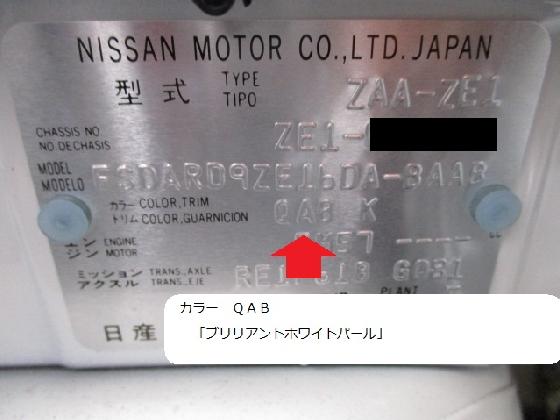 NISSAN MOTOR CO.,LTD. JAPAN
型式 TYPE TIPO ZAA-ZE1
CHASSIS NO.
NO.DECHASIS ZE1-
MODEL
MODELO FSDARD9ZE1
カラー COLOR,TRIM
トリム COLOR,GUARNICION QAB K
エン ENGINE
ジン MOTOR EM57 ----
ミッション TRANS.,AXLE
アクスル TRANS.,EJE
PLANT
日産
カラー QAB
「ブリリアントホワイトパール」